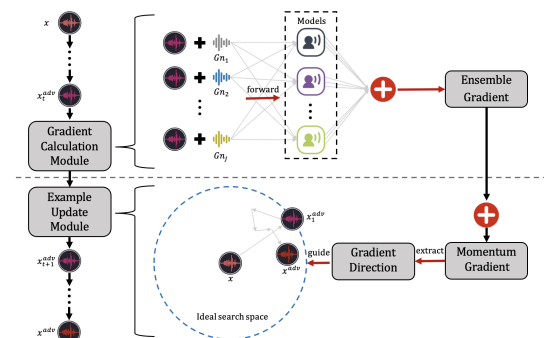 x
x_t^{adv}
Gradient
Calculation
Module
Example
Update
Module
x_{t+1}^{adv}
x^{adv}
Gn_1
Gn_2
Gn_j
forward
Models
Ensemble
Gradient
Momentum
Gradient
extract
Gradient
Direction
guide
x_1^{adv}
x^{adv}
x
Ideal search space